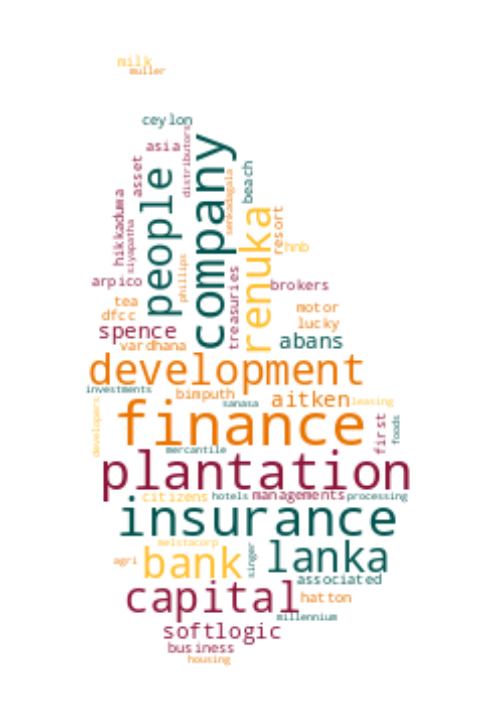 milk
muller
ceylon
asia
distributors
company
people
asset
beach
senkadagala
hikkaduwa
siyapatha
renuka
resort
hnb
phillips
treasuries
arpico
brokers
tea
motor
dfcc
lucky
spence
abans
vardhana
development
investments
bimputh
aitken
leasing
sanasa
developers
finance
first
foods
mercantile
plantation
citizens
hotels
managements
processing
insurance
melstacorp
agri
bank
singer
lanka
associated
capital
hatton
millennium
softlogic
business
housing